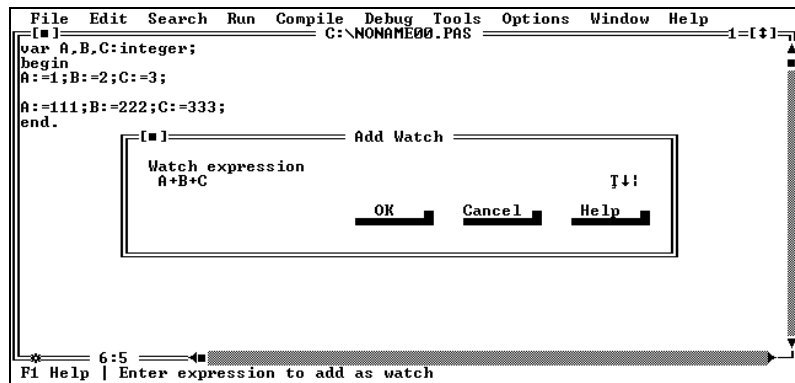 File Edit Search Run Compile Debug Tools Options Window Help
[■] C:\NONAME00.PAS 1=[↕]
var A,B,C:integer;
begin
A:=1;B:=2;C:=3;
A:=111;B:=222;C:=333;
end.
[■] Add Watch
Watch expression
A+B+C
OK Cancel Help
6:5
F1 Help | Enter expression to add as watch